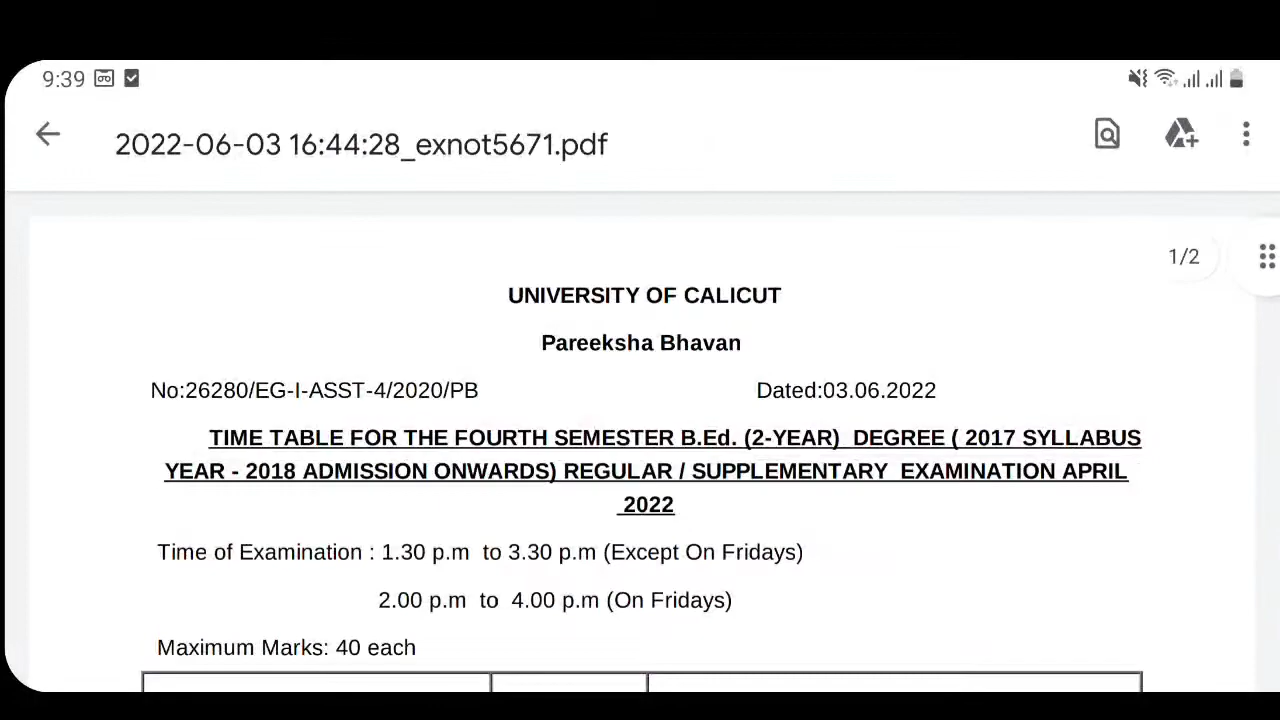 9:39
2022-06-03 16:44:28_exnot5671.pdf
1/2
UNIVERSITY OF CALICUT
Pareeksha Bhavan
No:26280/EG-I-ASST-4/2020/PB Dated:03.06.2022
TIME TABLE FOR THE FOURTH SEMESTER B.Ed. (2-YEAR) DEGREE ( 2017 SYLLABUS
YEAR - 2018 ADMISSION ONWARDS) REGULAR / SUPPLEMENTARY EXAMINATION APRIL
2022
Time of Examination : 1.30 p.m to 3.30 p.m (Except On Fridays)
2.00 p.m to 4.00 p.m (On Fridays)
Maximum Marks: 40 each